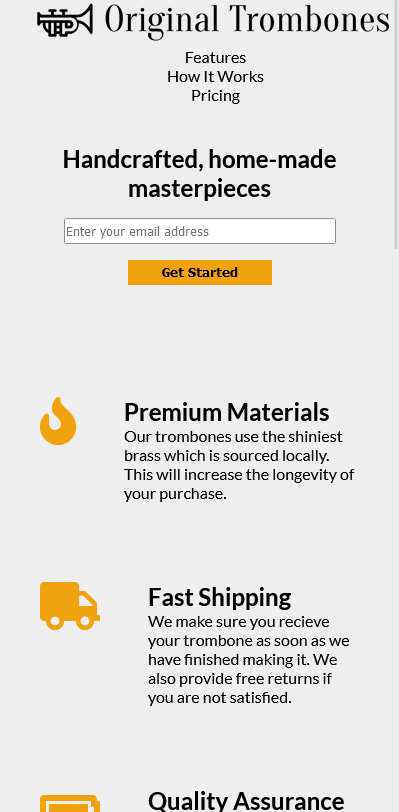 Original Trombones
Features
How It Works
Pricing
Handcrafted, home-made
masterpieces
Enter your email address
Get Started
Premium Materials
Our trombones use the shiniest
brass which is sourced locally.
This will increase the longevity of
your purchase.
Fast Shipping
We make sure you recieve
your trombone as soon as we
have finished making it. We
also provide free returns if
you are not satisfied.
Quality Assurance